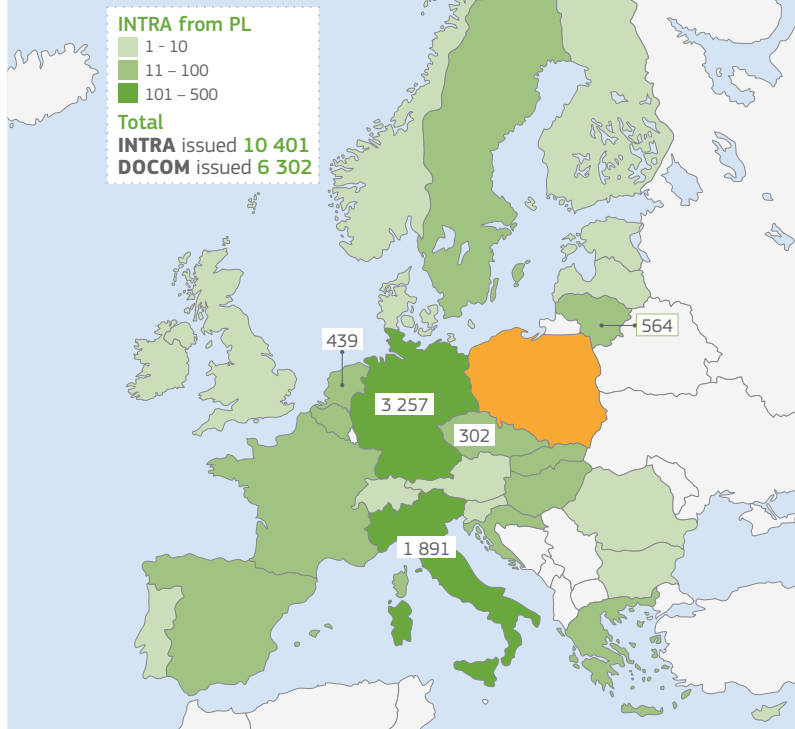 INTRA from PL
1 - 10
11 – 100
101 – 500
Total
INTRA issued 10 401
DOCOM issued 6 302
439
564
3 257
302
1 891